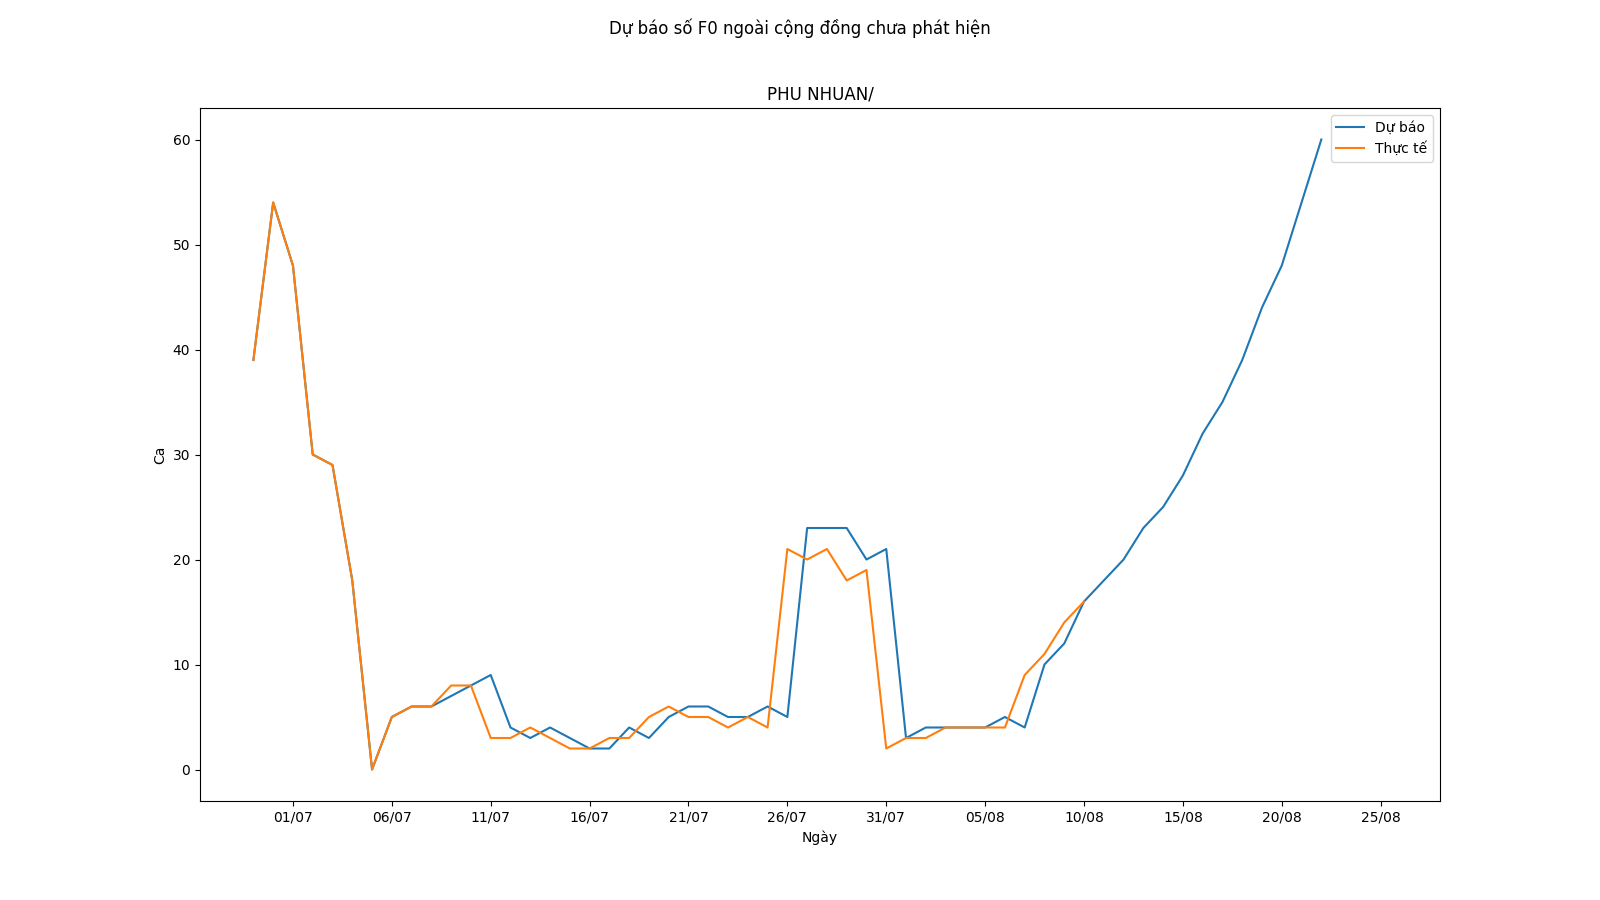 Dự báo số F0 ngoài cộng đồng chưa phát hiện
PHU NHUAN/
Dự báo
Thực tế
60
50
40
30
20
10
0
Ca
01/07 06/07 11/07 16/07 21/07 26/07 31/07 05/08 10/08 15/08 20/08 25/08
Ngày